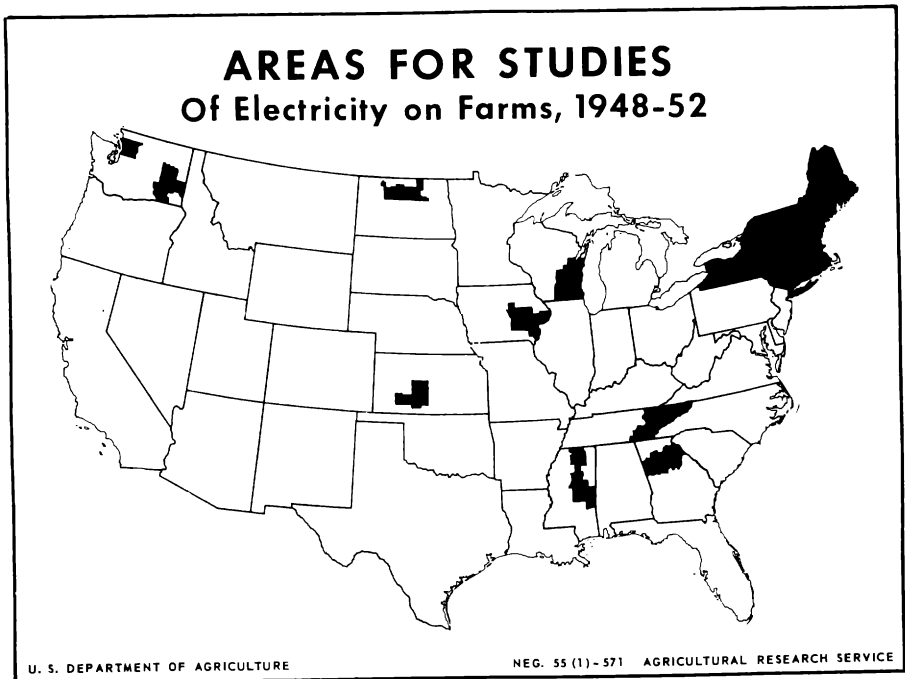 AREAS FOR STUDIES
Of Electricity on Farms, 1948-52
U. S. DEPARTMENT OF AGRICULTURE
NEG. 55 (1) - 571 AGRICULTURAL RESEARCH SERVICE